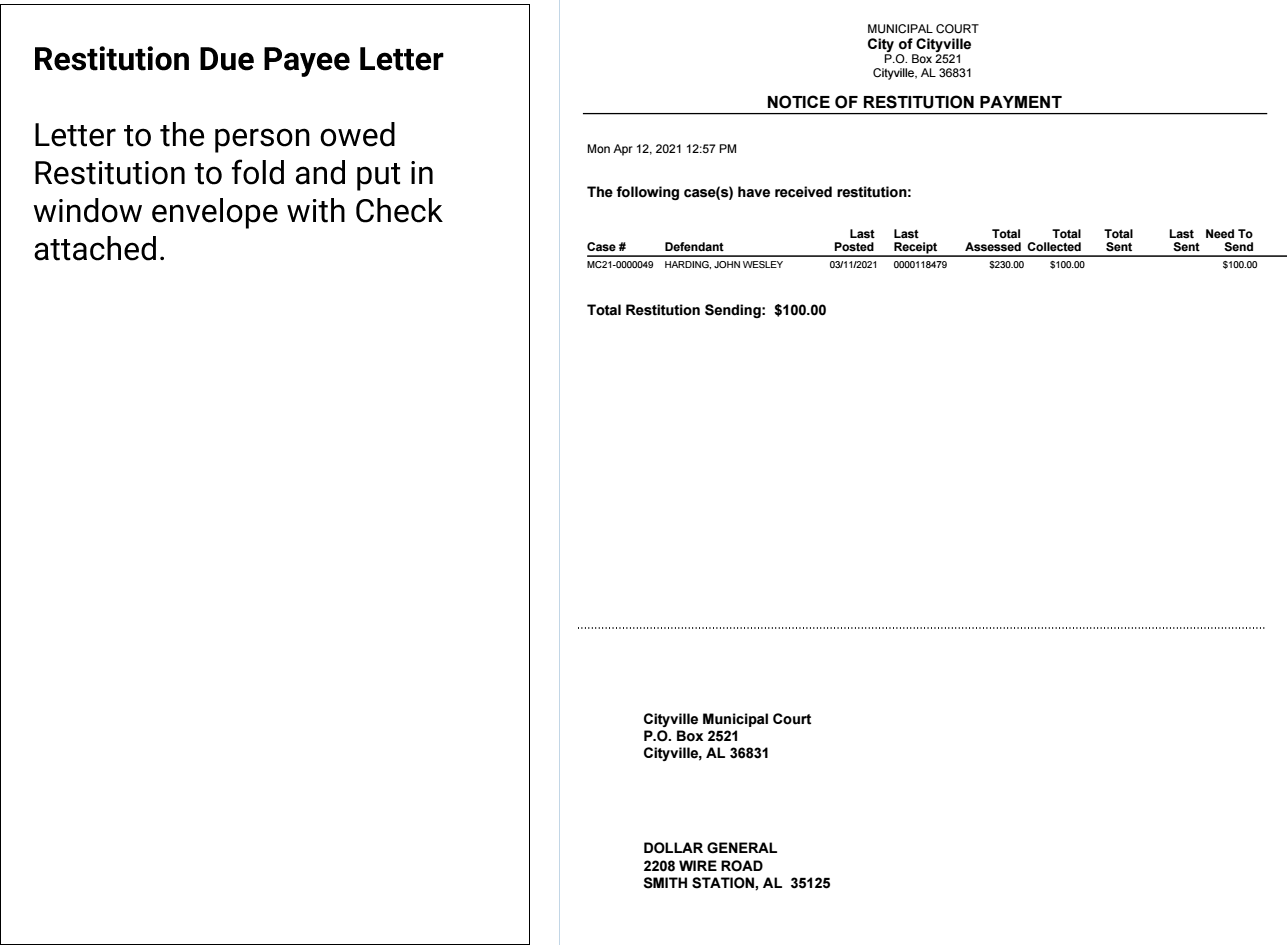 Restitution Due Payee Letter
Letter to the person owed
Restitution to fold and put in
window envelope with Check
attached.
MUNICIPAL COURT
City of Cityville
P.O. Box 2521
Cityville, AL 36831
NOTICE OF RESTITUTION PAYMENT
Mon Apr 12, 2021 12:57 PM
The following case(s) have received restitution:
Last Last Total Total Total Last Need To
Case # Defendant Posted Receipt Assessed Collected Sent Sent Send
MC21-0000049 HARDING, JOHN WESLEY 03/11/2021 0000118479 $230.00 $100.00 $100.00
Total Restitution Sending: $100.00
Cityville Municipal Court
P.O. Box 2521
Cityville, AL 36831
DOLLAR GENERAL
2208 WIRE ROAD
SMITH STATION, AL 35125